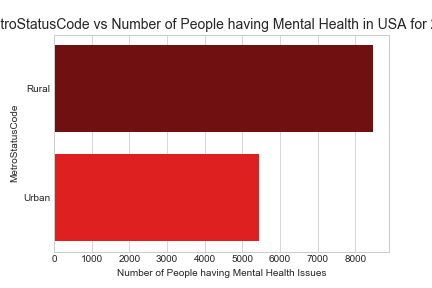 troStatusCode vs Number of People having Mental Health in USA for
Rural
MetroStatusCode
Urban
0 1000 2000 3000 4000 5000 6000 7000 8000
Number of People having Mental Health Issues